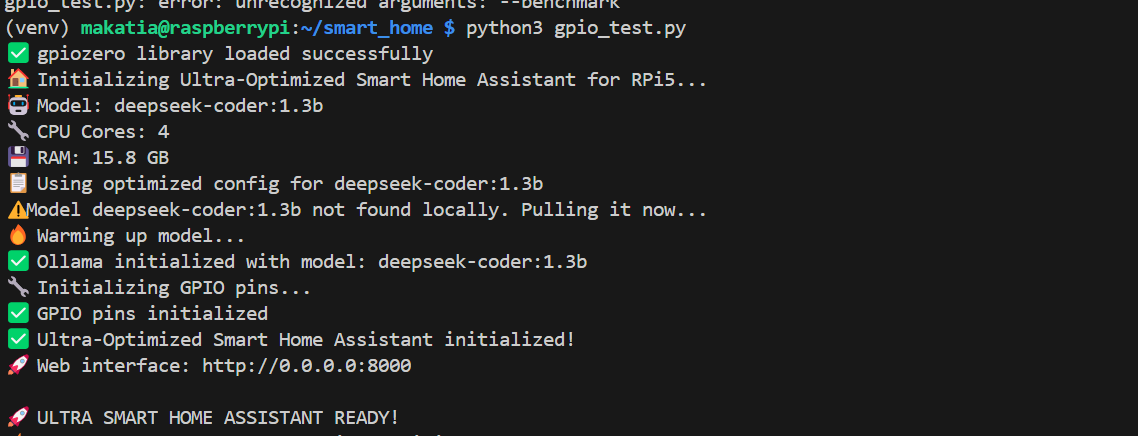 gpio_test.py: error: unrecognized arguments: --benchmark
(venv) makatia@raspberrypi:~/smart_home $ python3 gpio_test.py
✅ gpiozero library loaded successfully
🏠 Initializing Ultra-Optimized Smart Home Assistant for RPi5...
🤖 Model: deepseek-coder:1.3b
🔧 CPU Cores: 4
💾 RAM: 15.8 GB
📋 Using optimized config for deepseek-coder:1.3b
⚠️Model deepseek-coder:1.3b not found locally. Pulling it now...
🔥 Warming up model...
✅ Ollama initialized with model: deepseek-coder:1.3b
🔧 Initializing GPIO pins...
✅ GPIO pins initialized
✅ Ultra-Optimized Smart Home Assistant initialized!
🚀 Web interface: http://0.0.0.0:8000
🚀 ULTRA SMART HOME ASSISTANT READY!